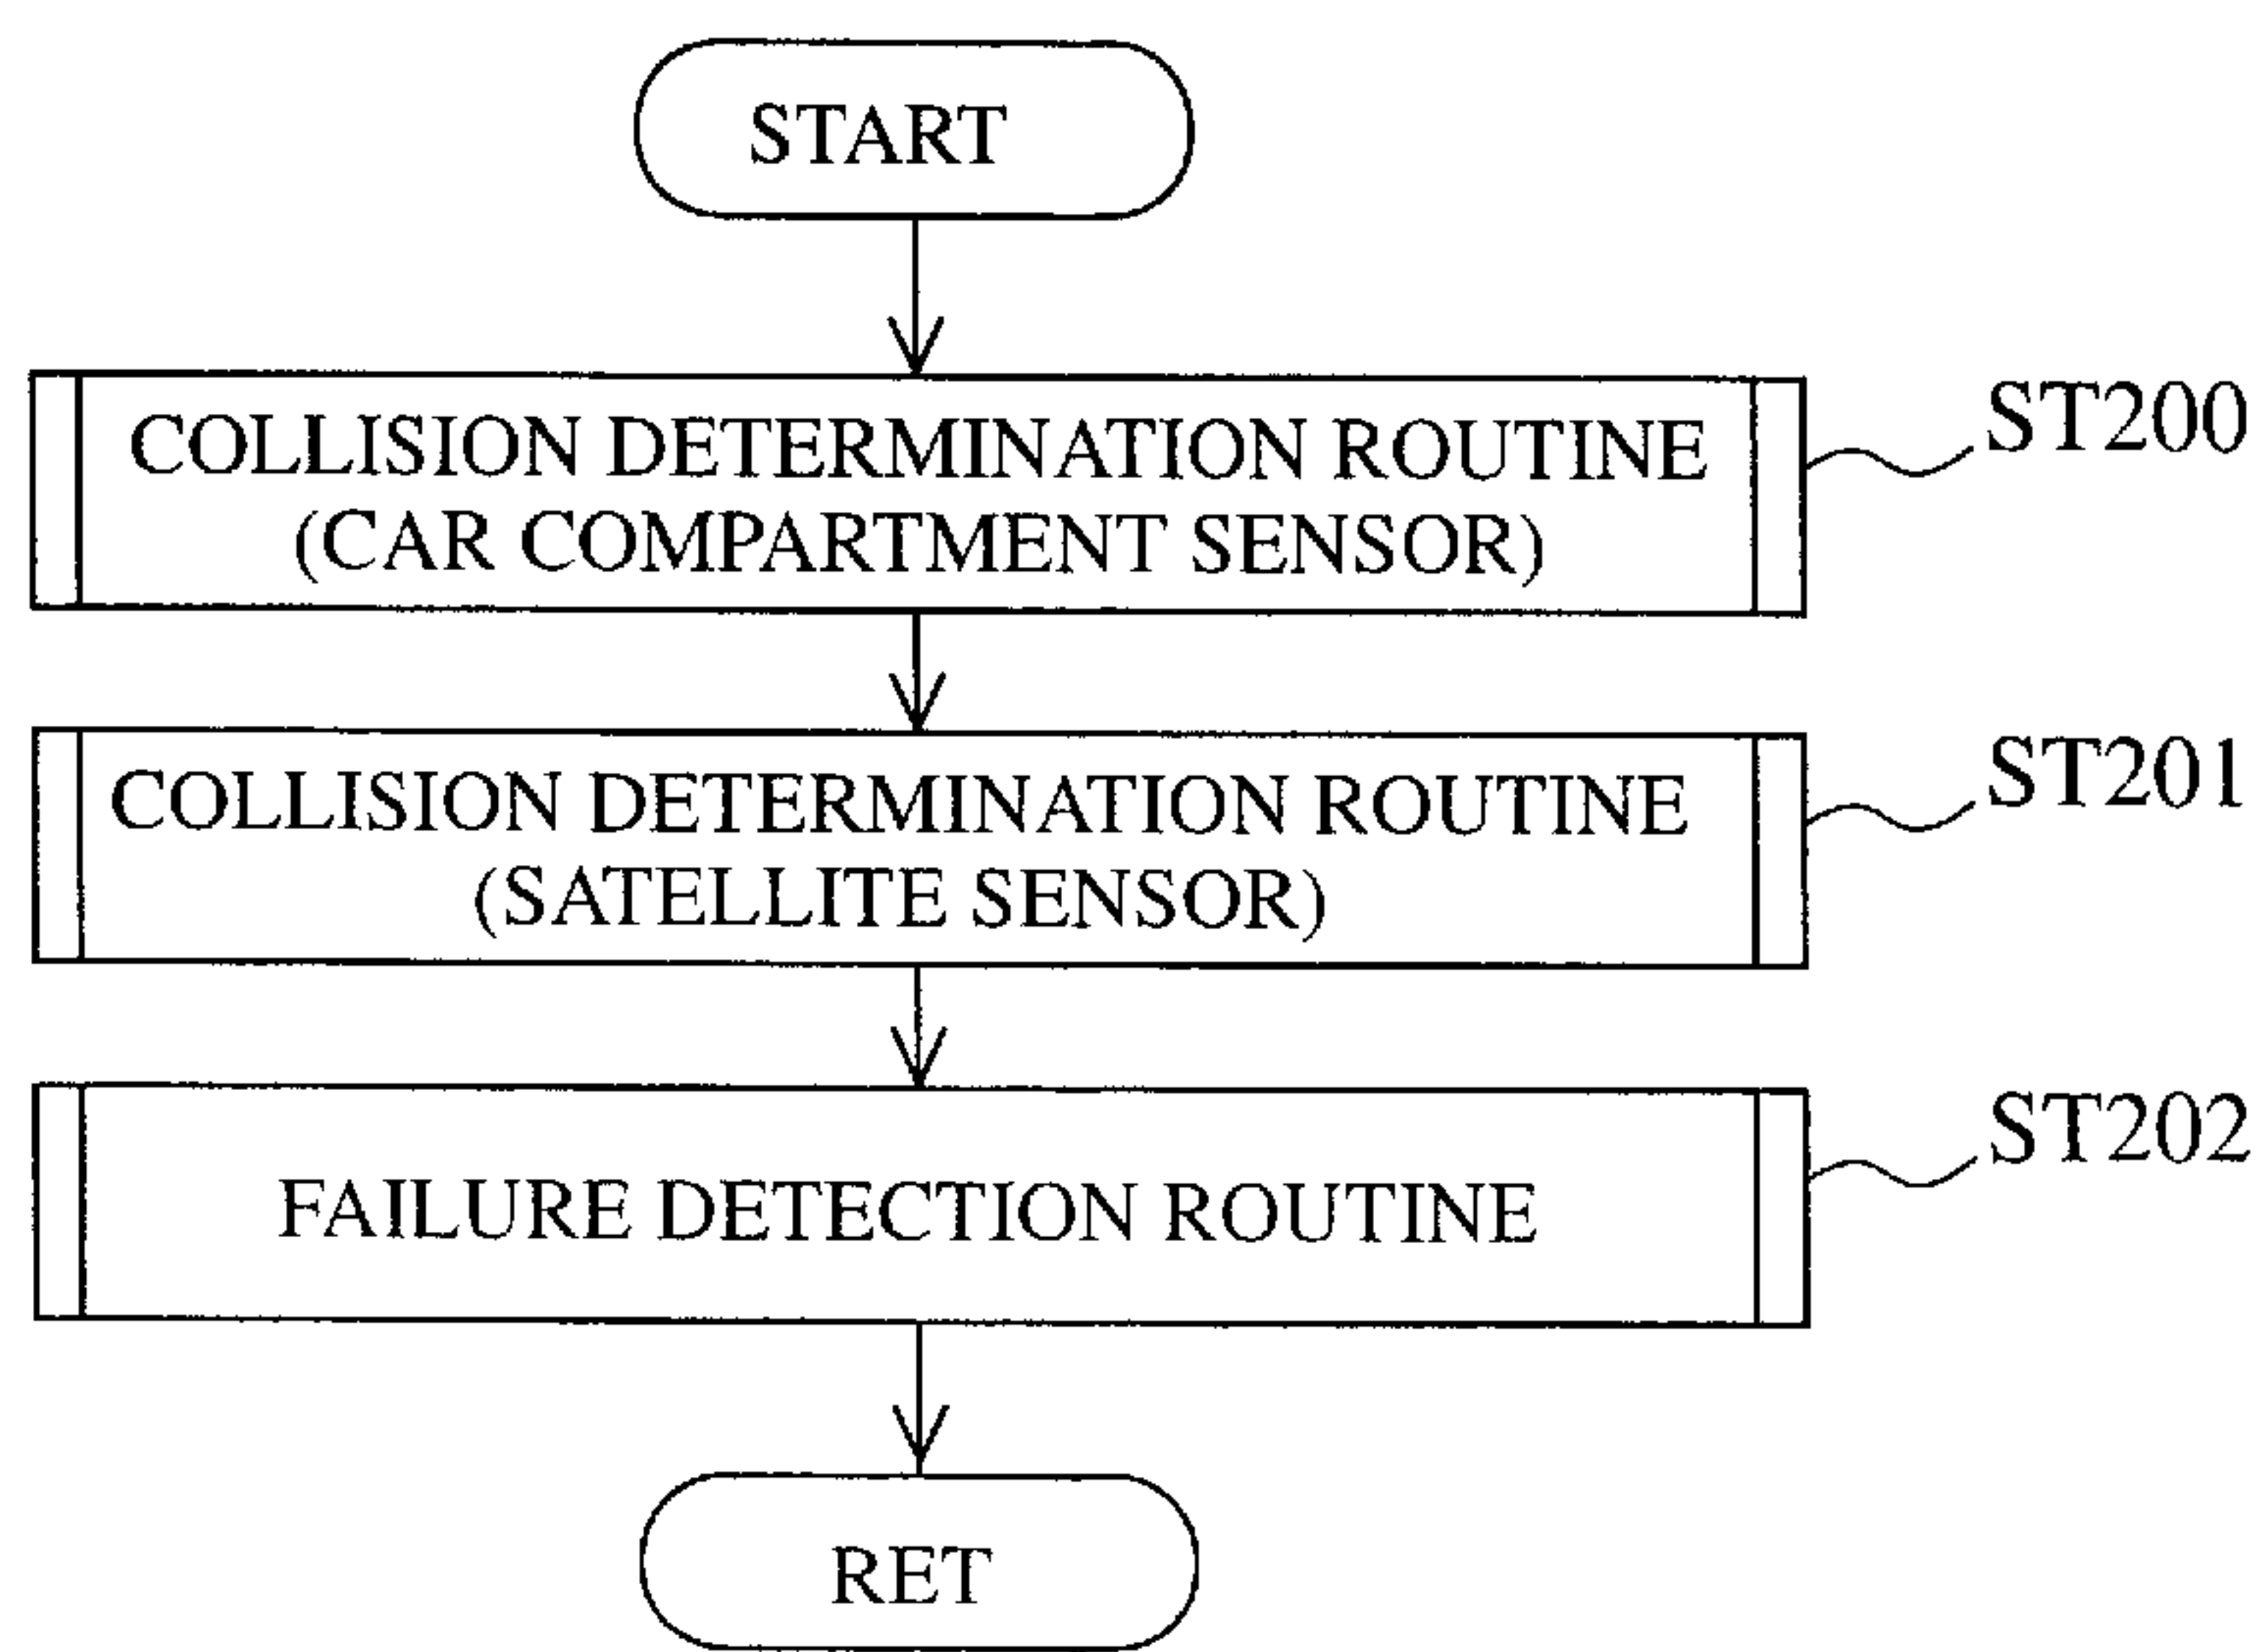 START
COLLISION DETERMINATION ROUTINE
(CAR COMPARTMENT SENSOR)
ST200
COLLISION DETERMINATION ROUTINE
(SATELLITE SENSOR)
ST201
FAILURE DETECTION ROUTINE
ST202
RET